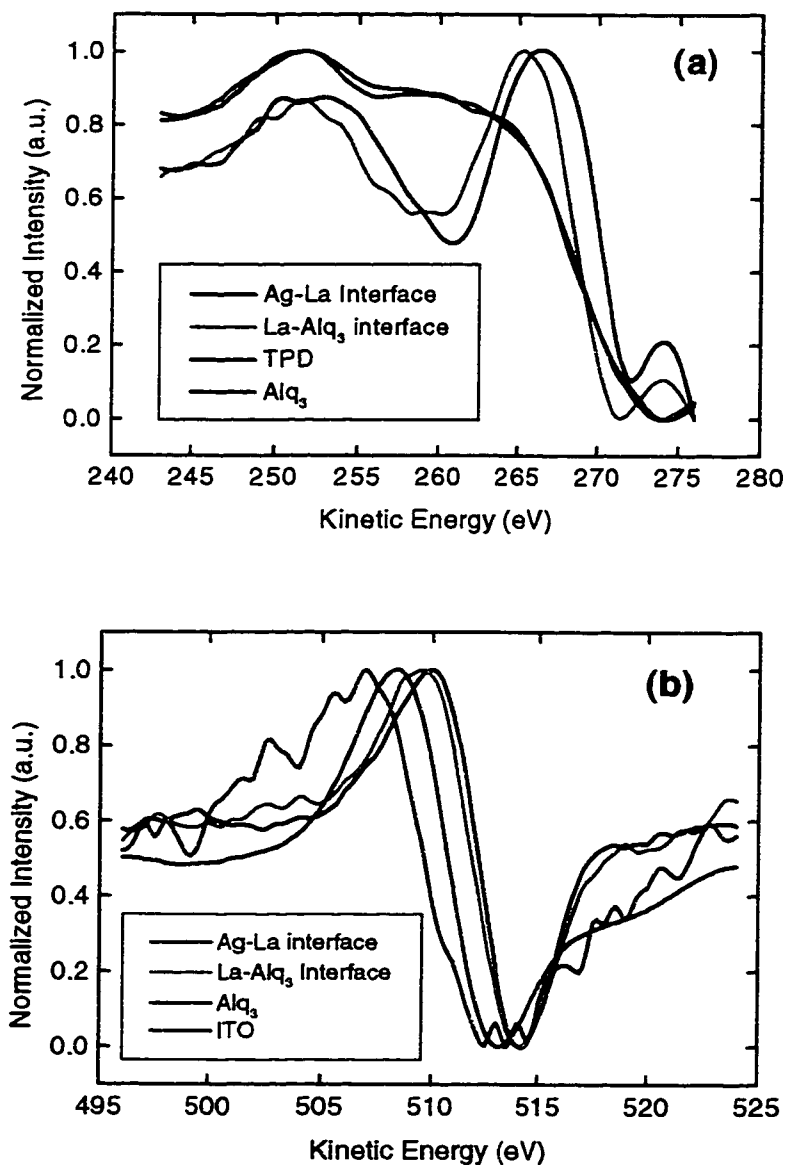 (a)
Normalized Intensity (a.u.)
1.0
0.8
0.6
0.4
0.2
0.0
Ag-La Interface
La-Alq₃ interface
TPD
Alq₃
240 245 250 255 260 265 270 275 280
Kinetic Energy (eV)
(b)
Normalized Intensity (a.u.)
1.0
0.8
0.6
0.4
0.2
0.0
Ag-La interface
La-Alq₃ Interface
Alq₃
ITO
495 500 505 510 515 520 525
Kinetic Energy (eV)